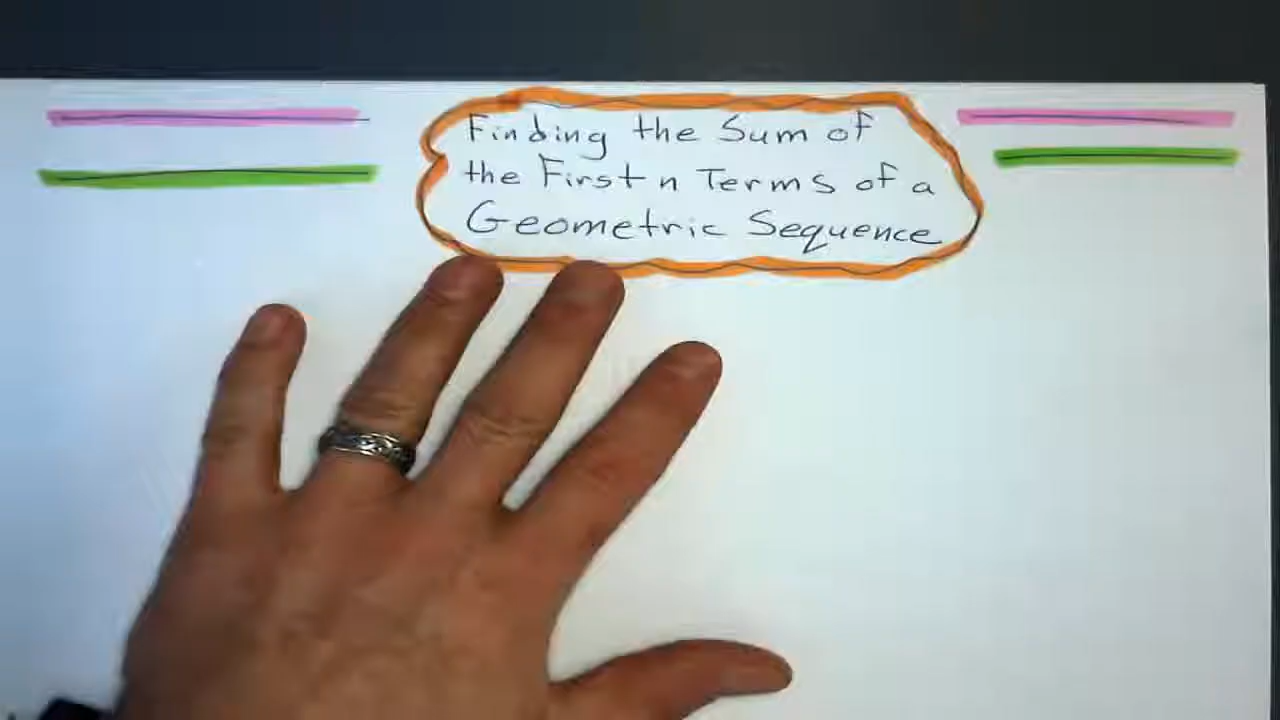 Finding the Sum of
the First n Terms of a
Geometric Sequence